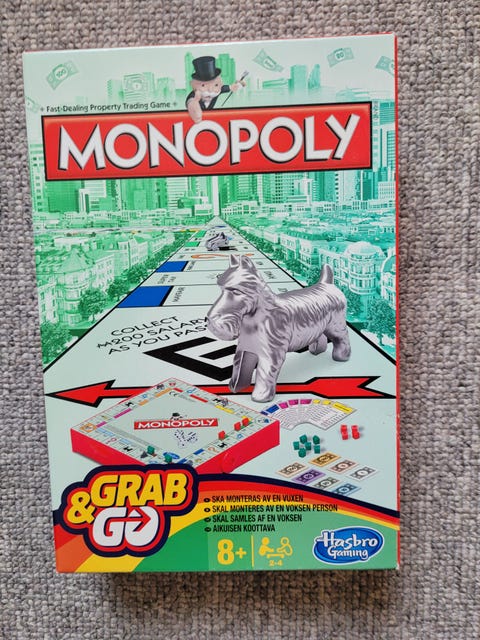 Fast-Dealing Property Trading Game
MONOPOLY
COLLECT
₩200 SALARY
AS YOU PASS
MONOPOLY
GRAB
& GO
SKA MONTERAS AV EN VUXEN
SKAL MONTERES AV EN VOKSEN PERSON
SKAL SAMLES AF EN VOKSEN
AIKUISEN KOOTTAVA
8+
2-4
Hasbro
Gaming